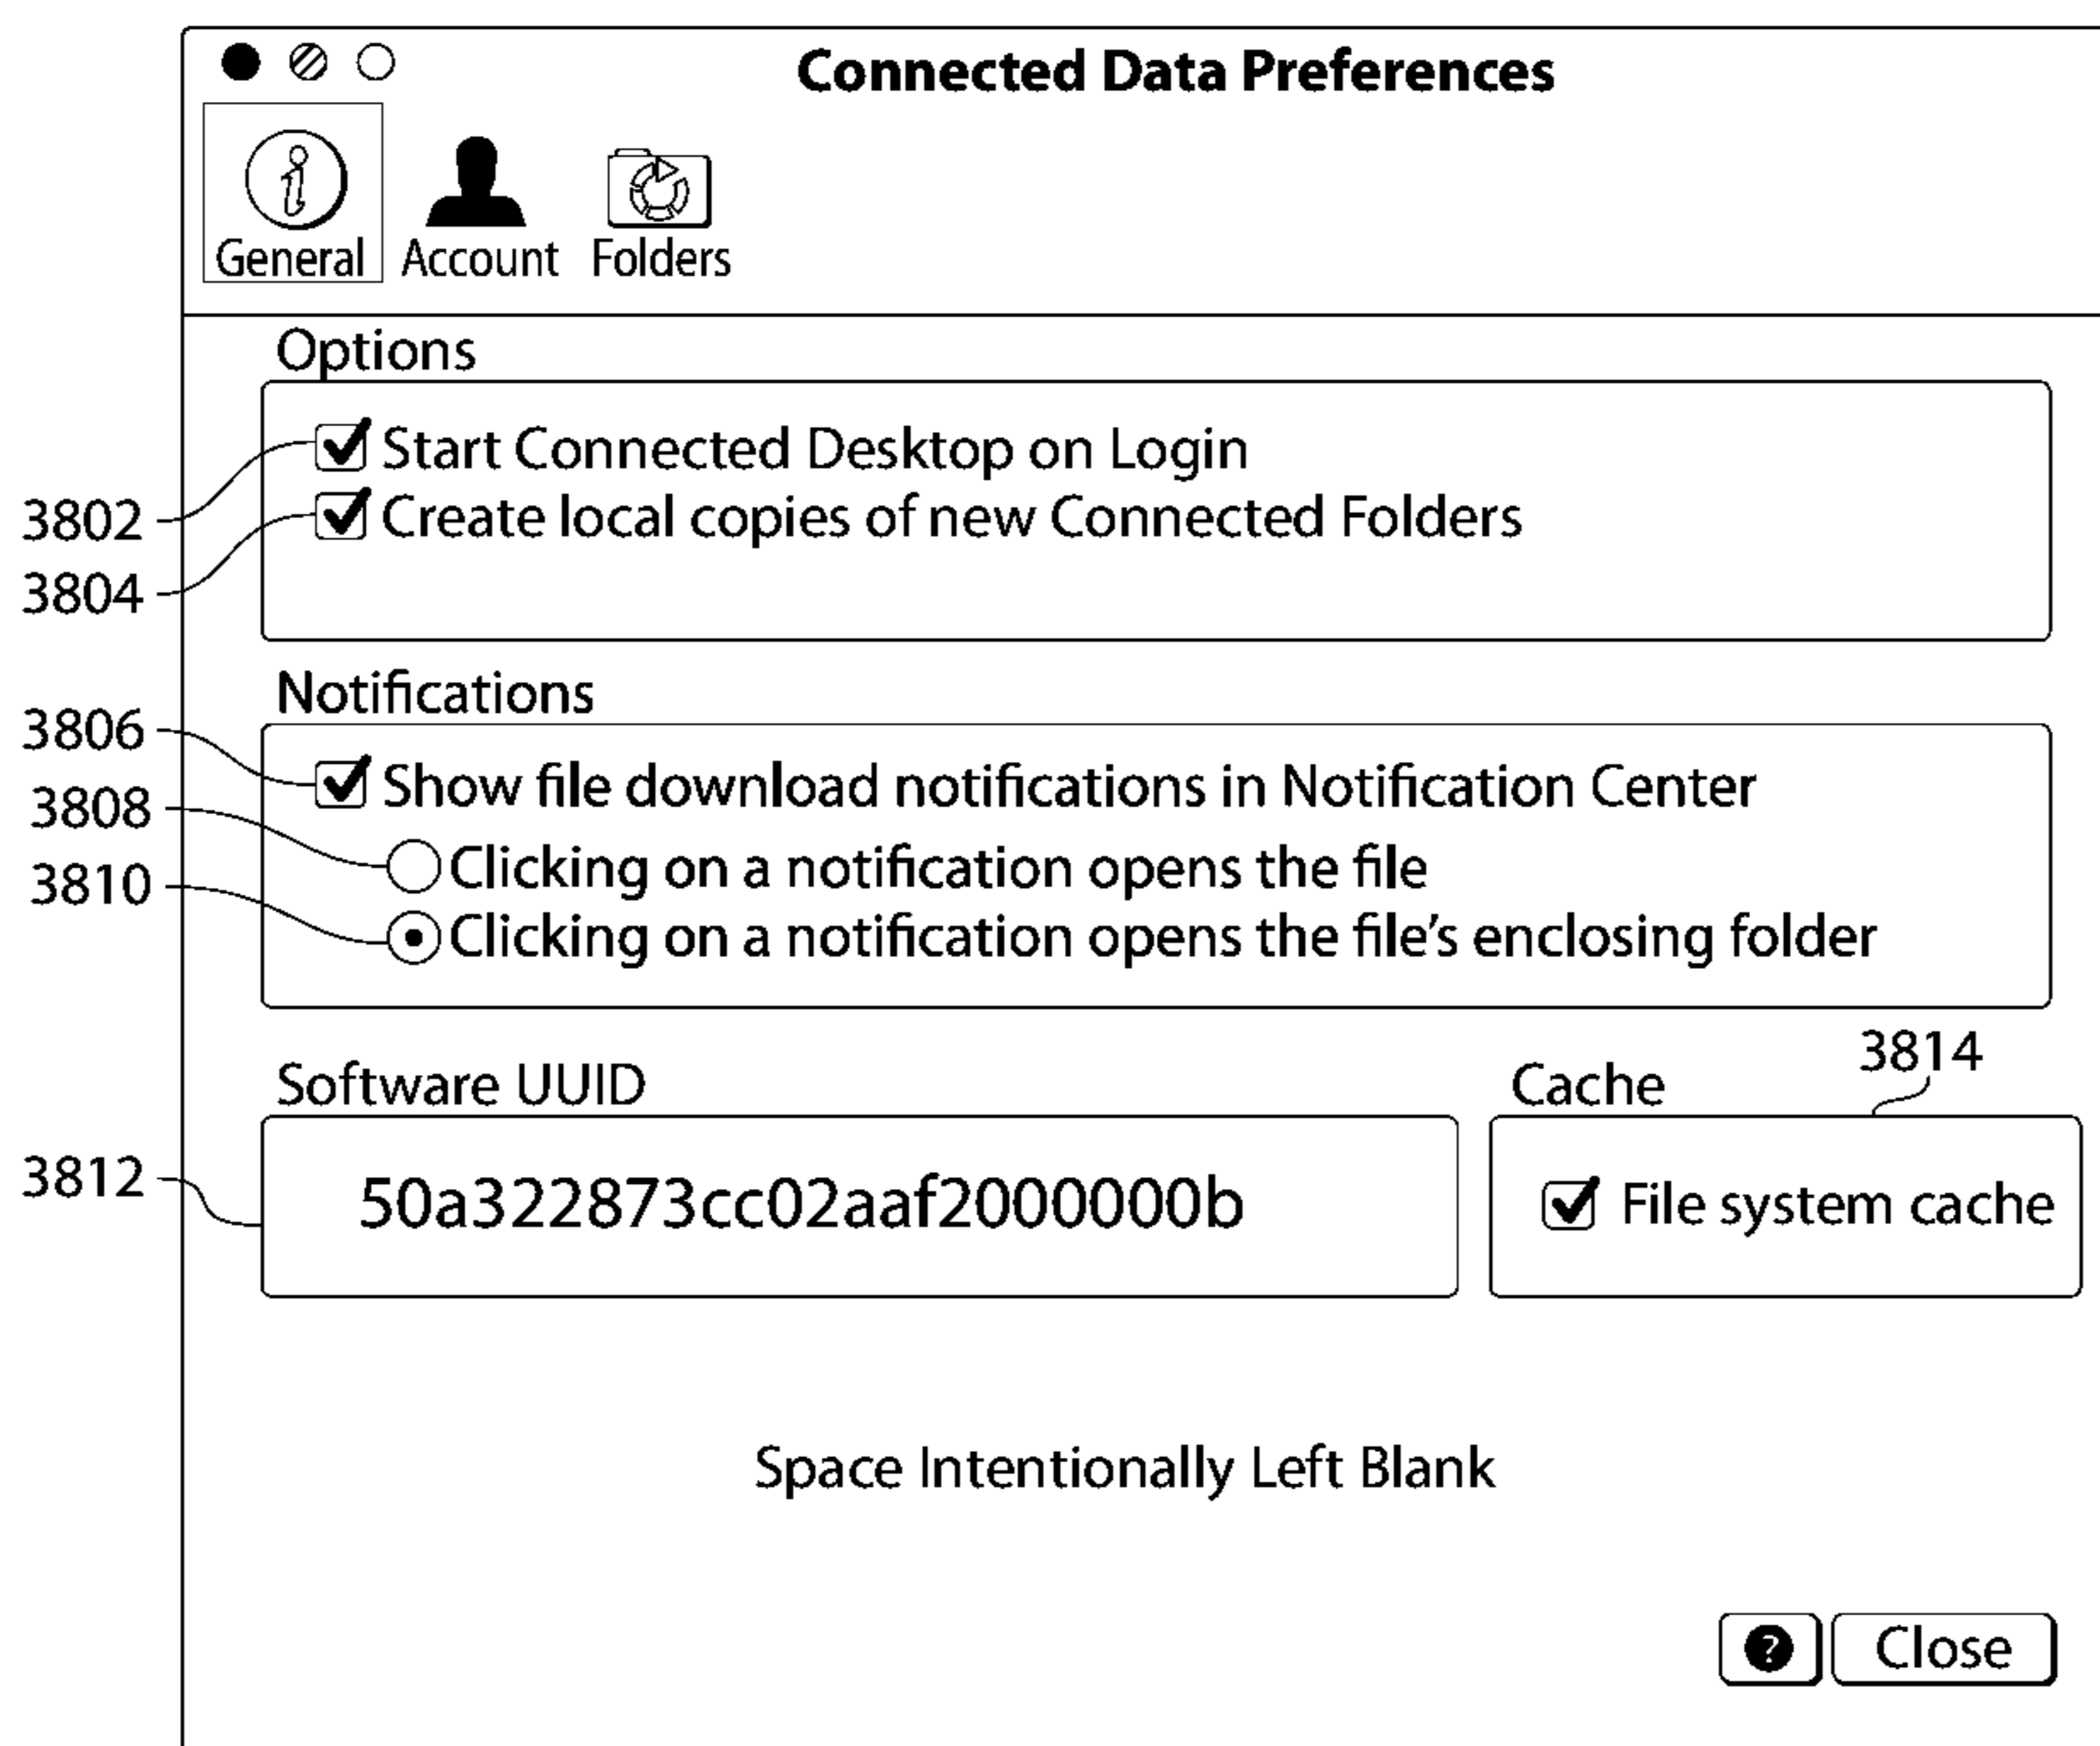 Connected Data Preferences
General Account Folders
Options
Start Connected Desktop on Login
3802
Create local copies of new Connected Folders
3804
Notifications
3806
Show file download notifications in Notification Center
3808
Clicking on a notification opens the file
3810
Clicking on a notification opens the file's enclosing folder
3814
Software UUID
Cache
3812
50a322873cc02aaf2000000b
File system cache
Space Intentionally Left Blank
? Close